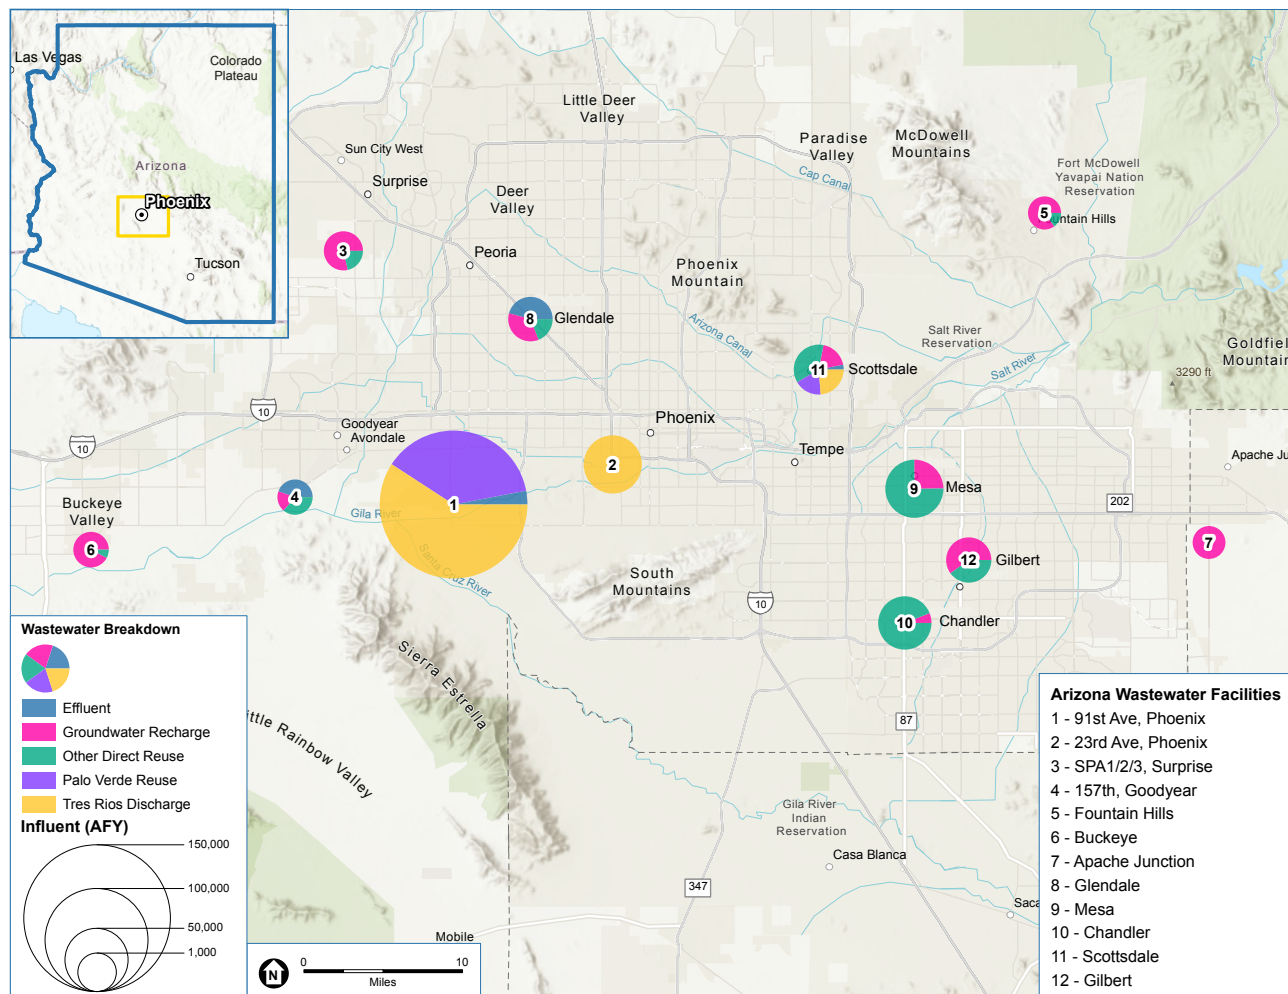 Las Vegas
Colorado
Plateau
Arizona
Phoenix
Tucson
Little Deer
Valley
Paradise
Valley
McDowell
Mountains
Cap Canal
Fort McDowell
Yavapai Nation
Reservation
Sun City West
Surprise
Deer
Valley
5
ountain Hills
3
Peoria
Phoenix
Mountain
8
Glendale
Arizona Canal
Salt River
Reservation
Salt River
Goldfiel
Mountains
3290 ft
11
Scottsdale
10
10
Goodyear
Avondale
Phoenix
2
Tempe
Apache Ju
9
Mesa
202
4
1
Gila River
Buckeye
Valley
6
7
Santa Cruz River
South
Mountains
12
Gilbert
10
10
Chandler
Sierra Estrella
ittle Rainbow Valley
87
Gila River
Indian
Reservation
Casa Blanca
347
Saca
Mobile
Wastewater Breakdown
Effluent
Groundwater Recharge
Other Direct Reuse
Palo Verde Reuse
Tres Rios Discharge
Influent (AFY)
150,000
100,000
50,000
1,000
N
0 10
Miles
Arizona Wastewater Facilities
1 - 91st Ave, Phoenix
2 - 23rd Ave, Phoenix
3 - SPA1/2/3, Surprise
4 - 157th, Goodyear
5 - Fountain Hills
6 - Buckeye
7 - Apache Junction
8 - Glendale
9 - Mesa
10 - Chandler
11 - Scottsdale
12 - Gilbert